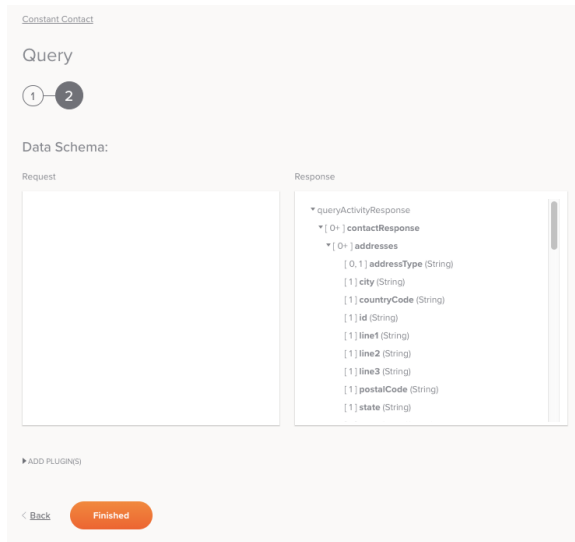 Constant Contact
Query
1 2
Data Schema:
Request Response
queryActivityResponse
[ 0+ ] contactResponse
[ 0+ ] addresses
[ 0, 1 ] addressType (String)
[ 1 ] city (String)
[ 1 ] countryCode (String)
[ 1 ] id (String)
[ 1 ] line1 (String)
[ 1 ] line2 (String)
[ 1 ] line3 (String)
[ 1 ] postalCode (String)
[ 1 ] state (String)
ADD PLUGIN(S)
< Back Finished